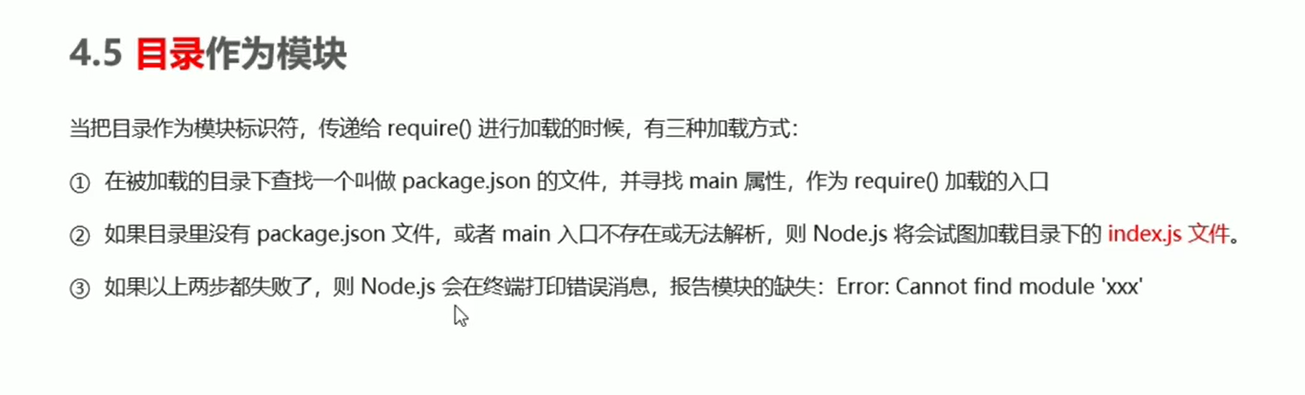 4.5 目录作为模块
当把目录作为模块标识符，传递给 require() 进行加载的时候，有三种加载方式：
① 在被加载的目录下查找一个叫做 package.json 的文件，并寻找 main 属性，作为 require() 加载的入口
② 如果目录里没有 package.json 文件，或者 main 入口不存在或无法解析，则 Node.js 将会试图加载目录下的 index.js 文件。
③ 如果以上两步都失败了，则 Node.js 会在终端打印错误消息，报告模块的缺失：Error: Cannot find module 'xxx'